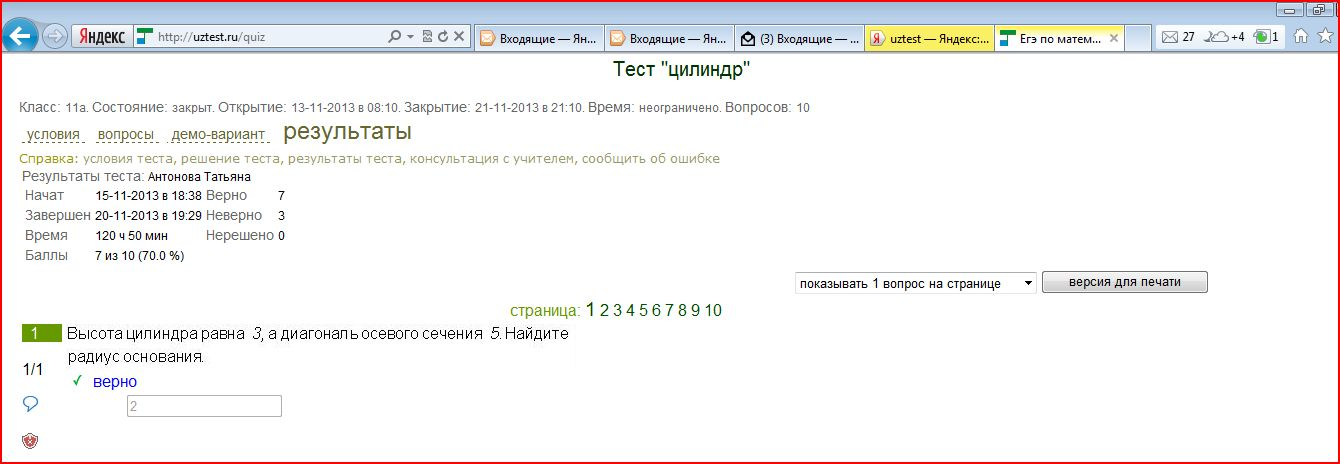 Яндекс http://uztest.ru/quiz Входящие — Ян... Входящие — Ян... (3) Входящие — ... uztest — Яндекс:... Егэ по матем... 27 +4 1
Тест "цилиндр"
Класс: 11а. Состояние: закрыт. Открытие: 13-11-2013 в 08:10. Закрытие: 21-11-2013 в 21:10. Время: неограничено. Вопросов: 10
условия вопросы демо-вариант результаты
Справка: условия теста, решение теста, результаты теста, консультация с учителем, сообщить об ошибке
Результаты теста: Антонова Татьяна
Начат 15-11-2013 в 18:38 Верно 7
Завершен 20-11-2013 в 19:29 Неверно 3
Время 120 ч 50 мин Нерешено 0
Баллы 7 из 10 (70.0 %)
показывать 1 вопрос на странице версия для печати
страница: 1 2 3 4 5 6 7 8 9 10
1 Высота цилиндра равна 3, а диагональ осевого сечения 5. Найдите
радиус основания.
1/1
верно
2